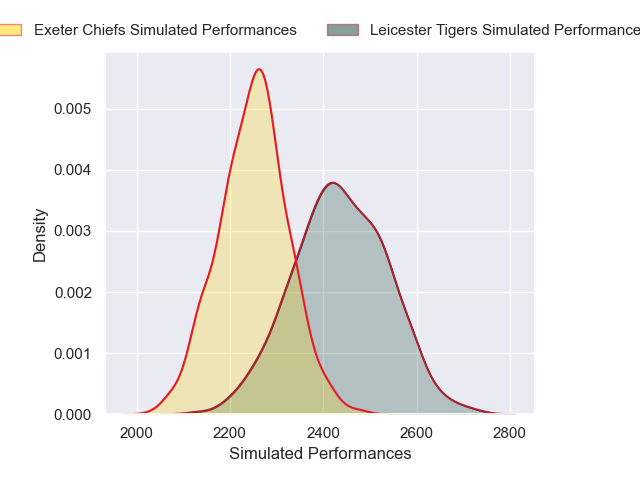 Exeter Chiefs Simulated Performances
Leicester Tigers Simulated Performance
0.005
0.004
0.003
0.002
0.001
0.000
Density
2000 2200 2400 2600 2800
Simulated Performances